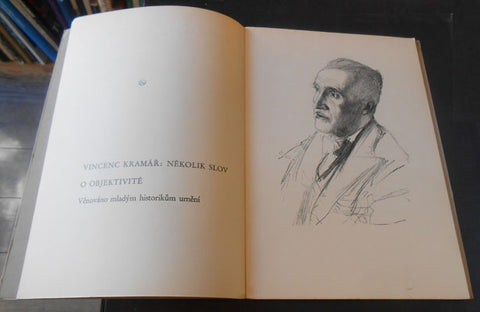 VINCENC KRAMÁŘ: NĚKOLIK SLOV
O OBJEKTIVITĚ
Věnováno mladým historikům umění